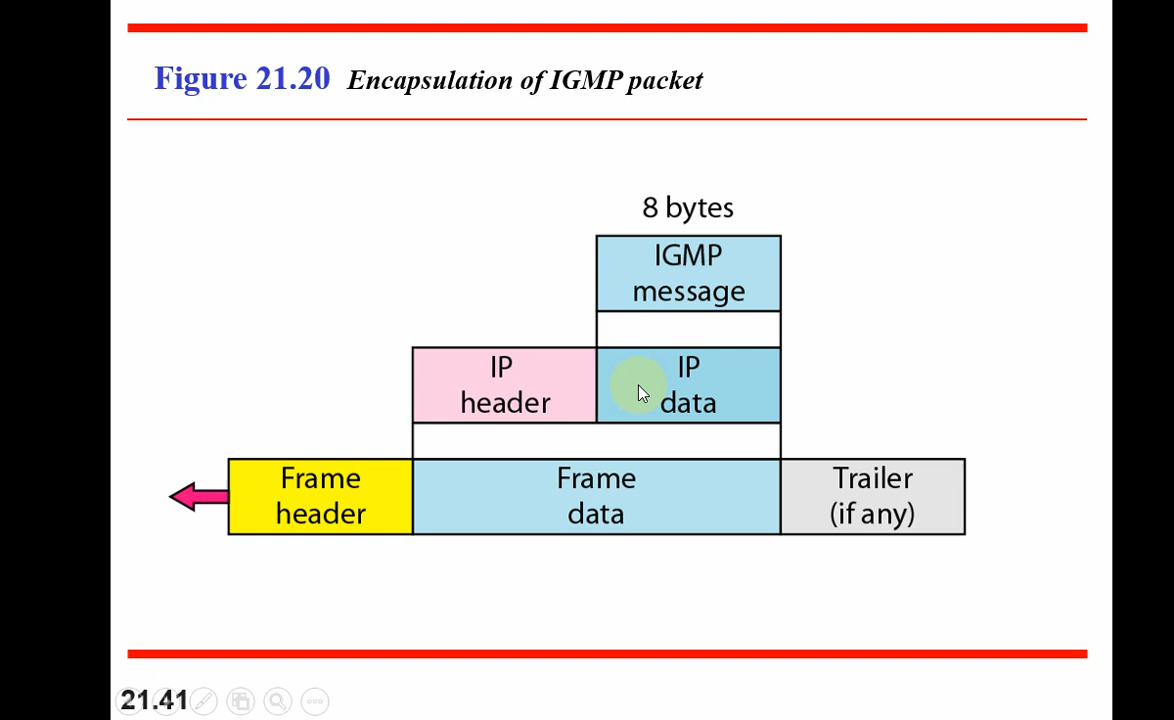 Figure 21.20 Encapsulation of IGMP packet
8 bytes
IGMP
message
IP
header
IP
data
Frame
header
Frame
data
Trailer
(if any)
21.41